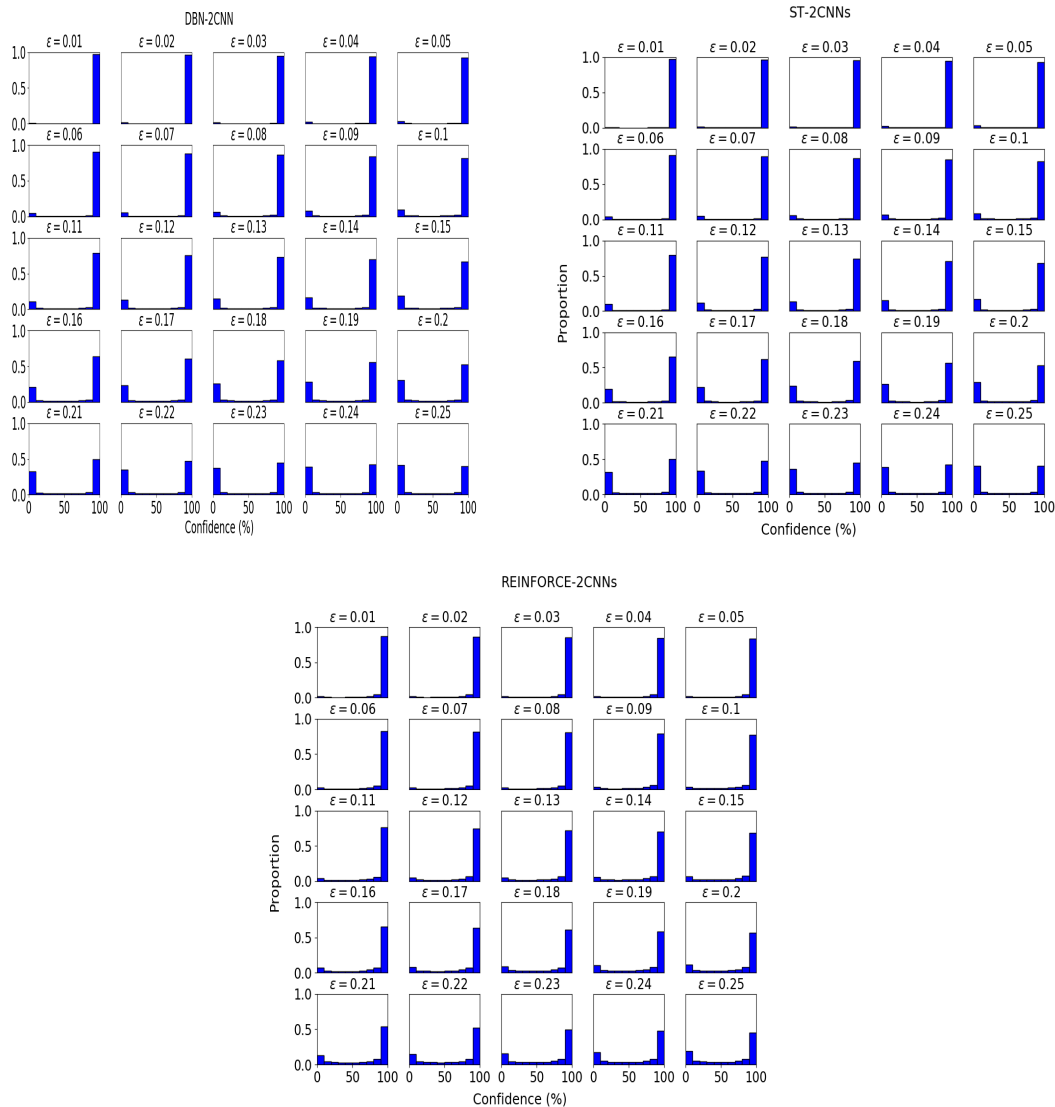 DBN-2CNN
ε = 0.01 ε = 0.02 ε = 0.03 ε = 0.04 ε = 0.05
1.0
0.5
0.0
ε = 0.06 ε = 0.07 ε = 0.08 ε = 0.09 ε = 0.1
1.0
0.5
0.0
ε = 0.11 ε = 0.12 ε = 0.13 ε = 0.14 ε = 0.15
1.0
0.5
0.0
ε = 0.16 ε = 0.17 ε = 0.18 ε = 0.19 ε = 0.2
1.0
0.5
0.0
ε = 0.21 ε = 0.22 ε = 0.23 ε = 0.24 ε = 0.25
1.0
0.5
0.0
0 50 100 0 50 100 0 50 100 0 50 100 0 50 100
Confidence (%)
ST-2CNNs
ε = 0.01 ε = 0.02 ε = 0.03 ε = 0.04 ε = 0.05
1.0
0.5
0.0
ε = 0.06 ε = 0.07 ε = 0.08 ε = 0.09 ε = 0.1
1.0
0.5
0.0
ε = 0.11 ε = 0.12 ε = 0.13 ε = 0.14 ε = 0.15
1.0
0.5
0.0
Proportion
ε = 0.16 ε = 0.17 ε = 0.18 ε = 0.19 ε = 0.2
1.0
0.5
0.0
ε = 0.21 ε = 0.22 ε = 0.23 ε = 0.24 ε = 0.25
1.0
0.5
0.0
0 50 100 0 50 100 0 50 100 0 50 100 0 50 100
Confidence (%)
REINFORCE-2CNNs
ε = 0.01 ε = 0.02 ε = 0.03 ε = 0.04 ε = 0.05
1.0
0.5
0.0
ε = 0.06 ε = 0.07 ε = 0.08 ε = 0.09 ε = 0.1
1.0
0.5
0.0
ε = 0.11 ε = 0.12 ε = 0.13 ε = 0.14 ε = 0.15
1.0
0.5
0.0
Proportion
ε = 0.16 ε = 0.17 ε = 0.18 ε = 0.19 ε = 0.2
1.0
0.5
0.0
ε = 0.21 ε = 0.22 ε = 0.23 ε = 0.24 ε = 0.25
1.0
0.5
0.0
0 50 100 0 50 100 0 50 100 0 50 100 0 50 100
Confidence (%)